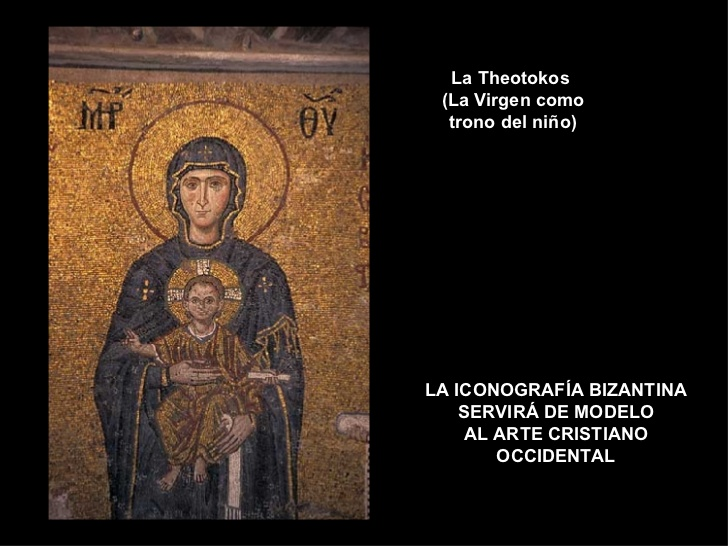 La Theotokos
(La Virgen como
trono del niño)
ΜΡ ΘΥ
LA ICONOGRAFÍA BIZANTINA
SERVIRÁ DE MODELO
AL ARTE CRISTIANO
OCCIDENTAL